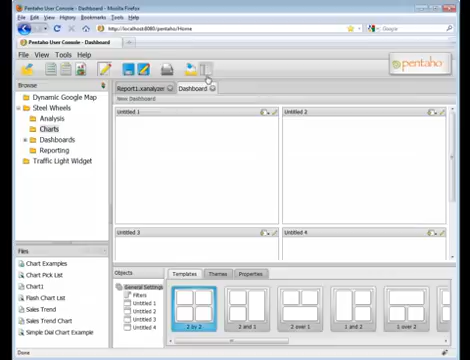 Pentaho User Console - Dashboard - Mozilla Firefox
File Edit View History Bookmarks Tools Help
http://localhost:8080/pentaho/Home
Google
Pentaho User Console - Dashboard
File View Tools Help
pentaho
Browse
Dynamic Google Map
Steel Wheels
Analysis
Charts
Dashboards
Reporting
Traffic Light Widget
Files
Chart Examples
Chart Pick List
Chart1
Flash Chart List
Sales Trend
Sales Trend Chart
Simple Dial Chart Example
Report1.xanalyzer Dashboard
New Dashboard
Untitled 1 Untitled 2
Untitled 3 Untitled 4
Objects
General Settings
Filters
Untitled 1
Untitled 2
Untitled 3
Untitled 4
Templates Themes Properties
2 by 2 2 and 1 2 over 1 1 and 2 1 over 2
Done